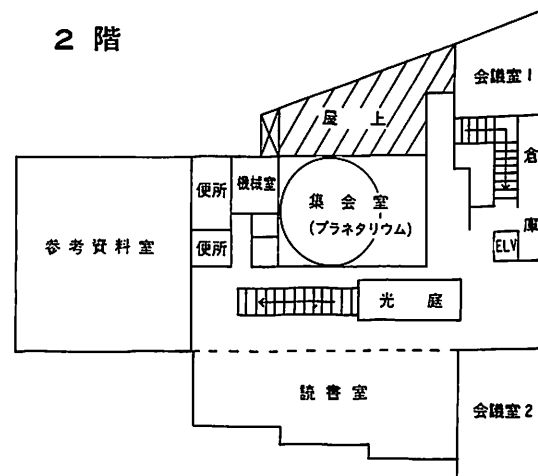 2 階
会議室1
屋 上
倉
庫
便所
機械室
集 会 室
(プラネタリウム)
参考資料室
便所
ELV
光 庭
読書室
会議室2